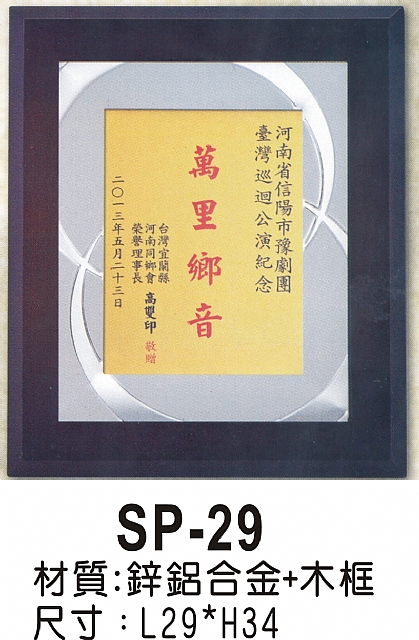 河南省信陽市豫劇團
臺灣巡迴公演紀念
萬里鄉音
台灣宜蘭縣
河南同鄉會
榮譽理事長
高雙印
敬贈
二〇一三年五月二十三日
SP-29
材質:鋅鋁合金+木框
尺寸：L29*H34